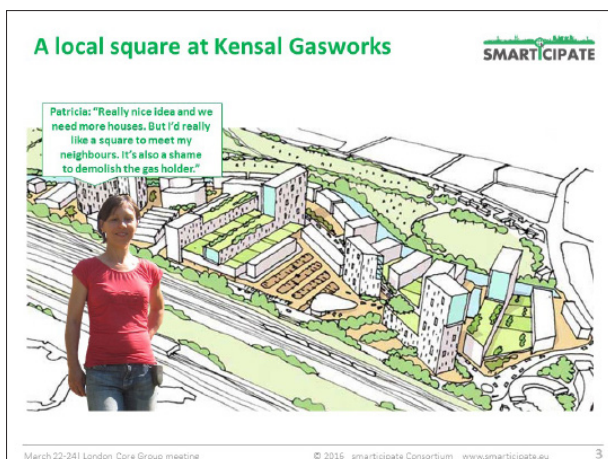 A local square at Kensal Gasworks
SMARTICIPATE
Patricia: "Really nice idea and we
need more houses. But I'd really
like a square to meet my
neighbours. It's also a shame
to demolish the gas holder."
March 22-24| London Core Group meeting
© 2016 smarticipate Consortium www.smarticipate.eu
3